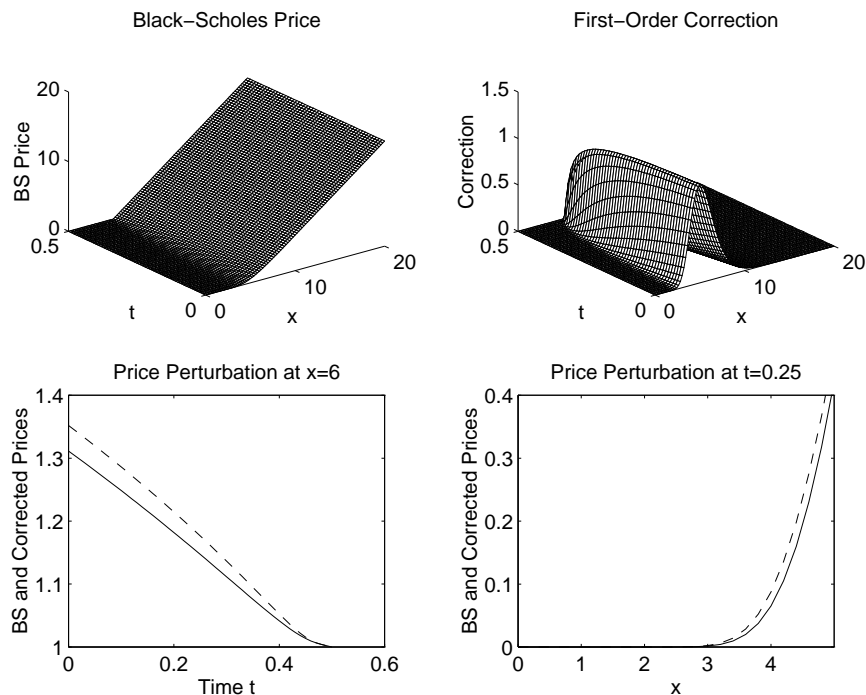 Black−Scholes Price
20
10
0
BS Price
0.5
0
t
0
10
20
x
First−Order Correction
1.5
1
0.5
0
Correction
0.5
0
t
0
10
20
x
Price Perturbation at x=6
1.4
1.3
1.2
1.1
1
BS and Corrected Prices
0
0.2
0.4
0.6
Time t
Price Perturbation at t=0.25
0.4
0.3
0.2
0.1
0
BS and Corrected Prices
0
1
2
3
4
x